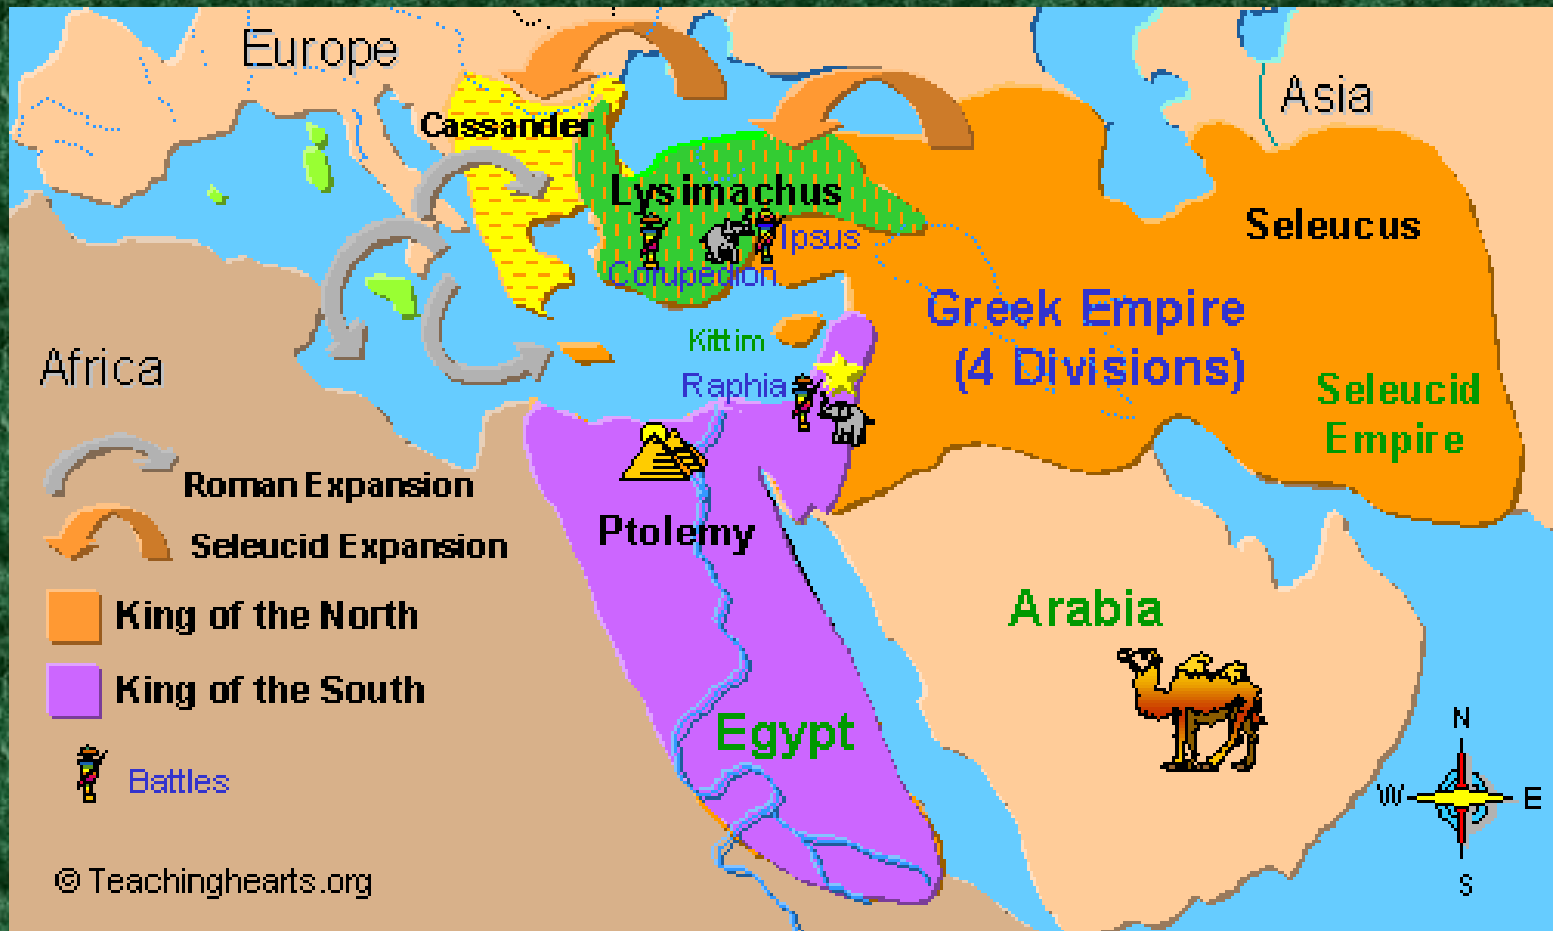 Europe
Asia
Cassander
Lysimachus
Seleucus
Ipsus
Corupedion
Greek Empire
(4 Divisions)
Kittim
Africa
Raphia
Seleucid
Empire
Roman Expansion
Ptolemy
Seleucid Expansion
King of the North
Arabia
King of the South
Egypt
N
Battles
W
E
© Teachinghearts.org
S